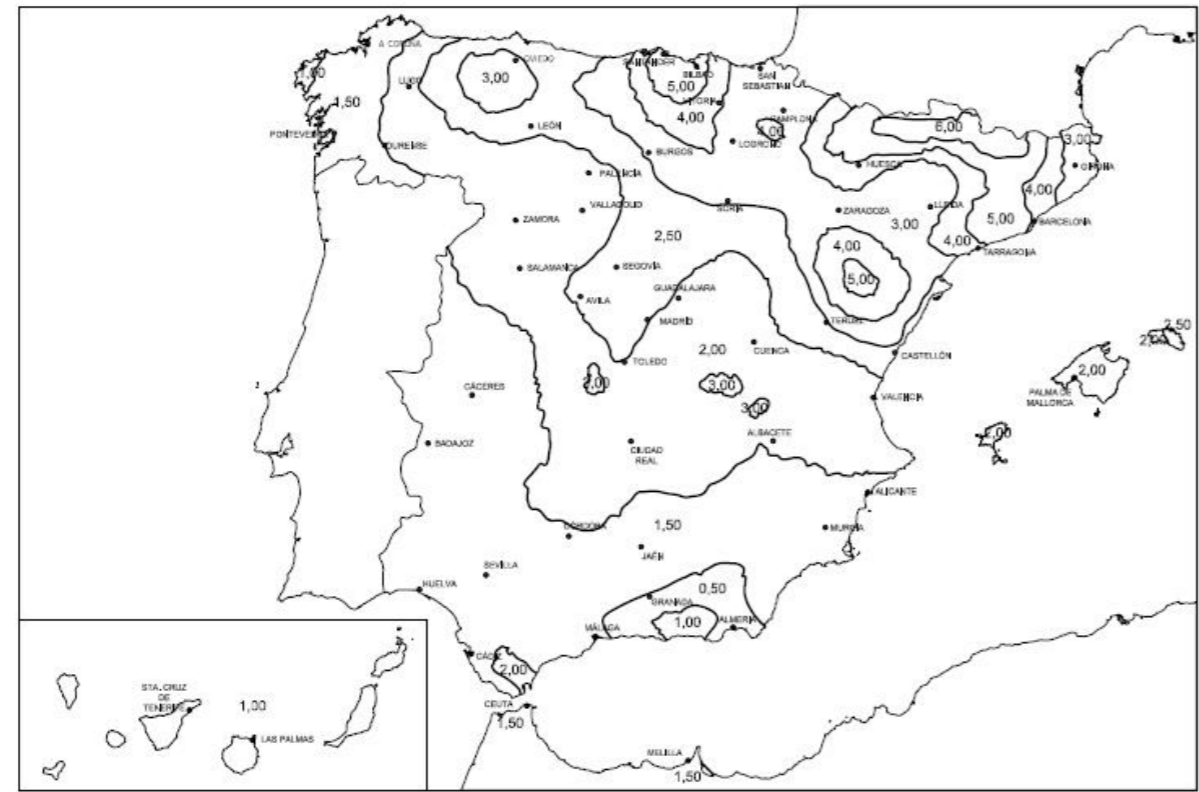 A CORUÑA
OVIEDO
SANTANDER
BILBAO
SAN
SEBASTIAN
1,00
LUGO
3,00
5,00
VITORIA
1,50
4,00
PAMPLONA
4,00
6,00
PONTEVEDRA
LEÓN
LOGROÑO
3,00
OURENSE
BURGOS
HUESCA
GIRONA
PALENCIA
4,00
VALLADOLID
SORIA
ZARAGOZA
LLEIDA
ZAMORA
3,00
5,00
BARCELONA
2,50
4,00
4,00
TARRAGONA
SALAMANCA
SEGOVIA
5,00
GUADALAJARA
AVILA
MADRID
TERUEL
2,50
2,00
CUENCA
2,00
TOLEDO
CASTELLÓN
2,00
3,00
2,00
CÁCERES
PALMA DE
MALLORCA
VALENCIA
3,00
2,00
BADAJOZ
CIUDAD
REAL
ALBACETE
ALICANTE
CÓRDOBA
1,50
MURCIA
JAÉN
SEVILLA
HUELVA
0,50
GRANADA
1,00
ALMERIA
MÁLAGA
CÁDIZ
2,00
CEUTA
1,50
STA. CRUZ
DE
TENERIFE
1,00
LAS PALMAS
MELILLA
1,50